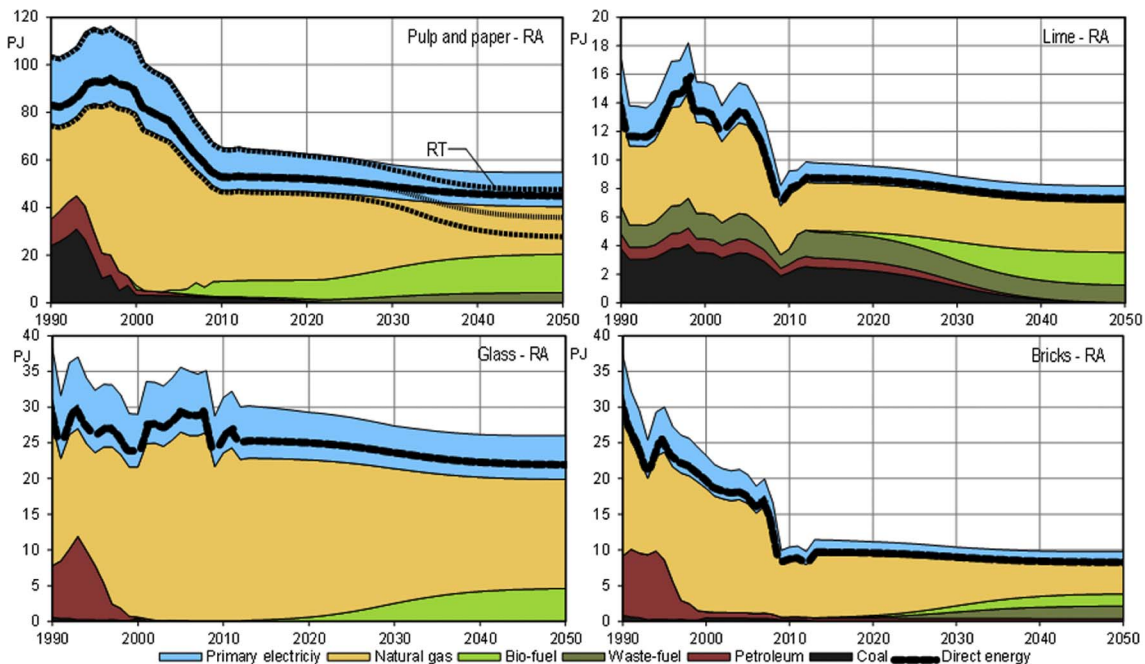 120
PJ
100
80
60
40
20
0
Pulp and paper - RA
RT
1990 2000 2010 2020 2030 2040 2050
20
18
PJ
16
14
12
10
8
6
4
2
0
Lime - RA
1990 2000 2010 2020 2030 2040 2050
40
PJ
35
30
25
20
15
10
5
0
Glass - RA
1990 2000 2010 2020 2030 2040 2050
40
PJ
35
30
25
20
15
10
5
0
Bricks - RA
1990 2000 2010 2020 2030 2040 2050
Primary electriciy Natural gas Bio-fuel Waste-fuel Petroleum Coal Direct energy